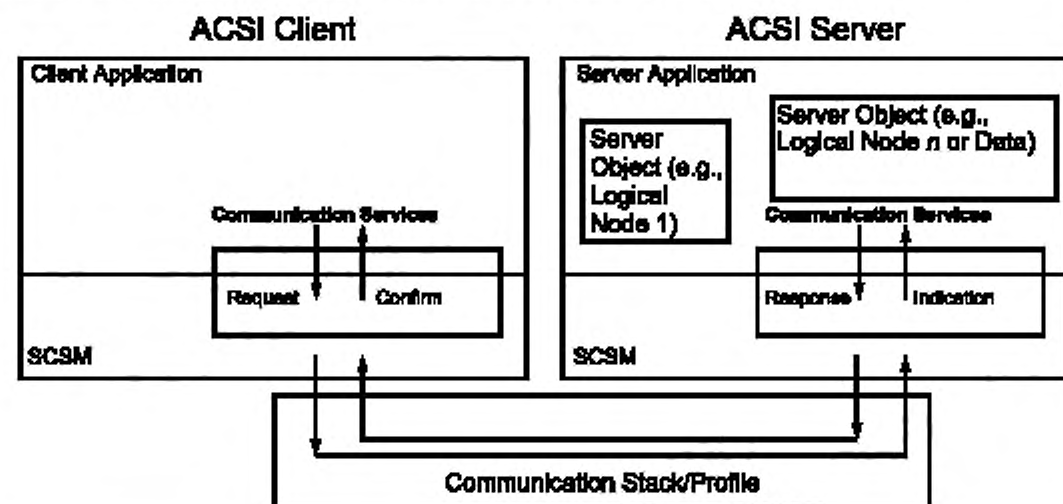 ACSI Client
Client Application
Communication Services
Request
Confirm
SCSM
ACSI Server
Server Application
Server
Object (e.g.,
Logical
Node 1)
Server Object (e.g.,
Logical Node n or Data)
Communication Services
Response
Indication
SCSM
Communication Stack/Profile